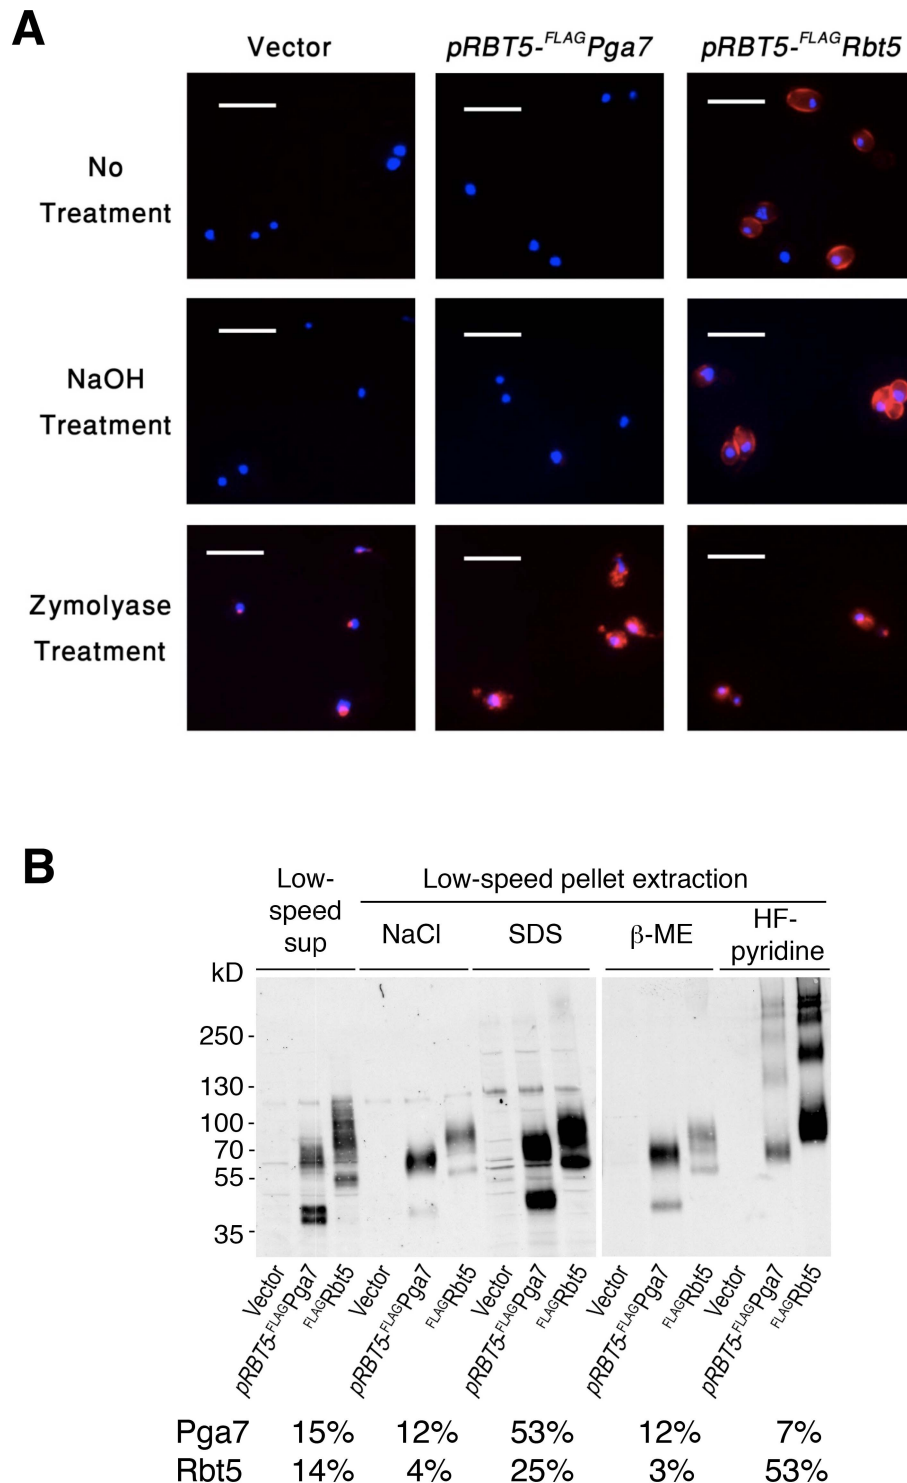 A
Vector pRBT5-FLAGPga7 pRBT5-FLAGRbt5
No
Treatment
NaOH
Treatment
Zymolyase
Treatment
B
Low-
speed
sup
Low-speed pellet extraction
NaCl SDS β-ME HF-
pyridine
kD
250
130
100
70
55
35
Vector pRBT5-FLAGPga7 FLAGRbt5 Vector pRBT5-FLAGPga7 FLAGRbt5 Vector pRBT5-FLAGPga7 FLAGRbt5 Vector pRBT5-FLAGPga7 FLAGRbt5 Vector pRBT5-FLAGPga7 FLAGRbt5
Pga7 15% 12% 53% 12% 7%
Rbt5 14% 4% 25% 3% 53%